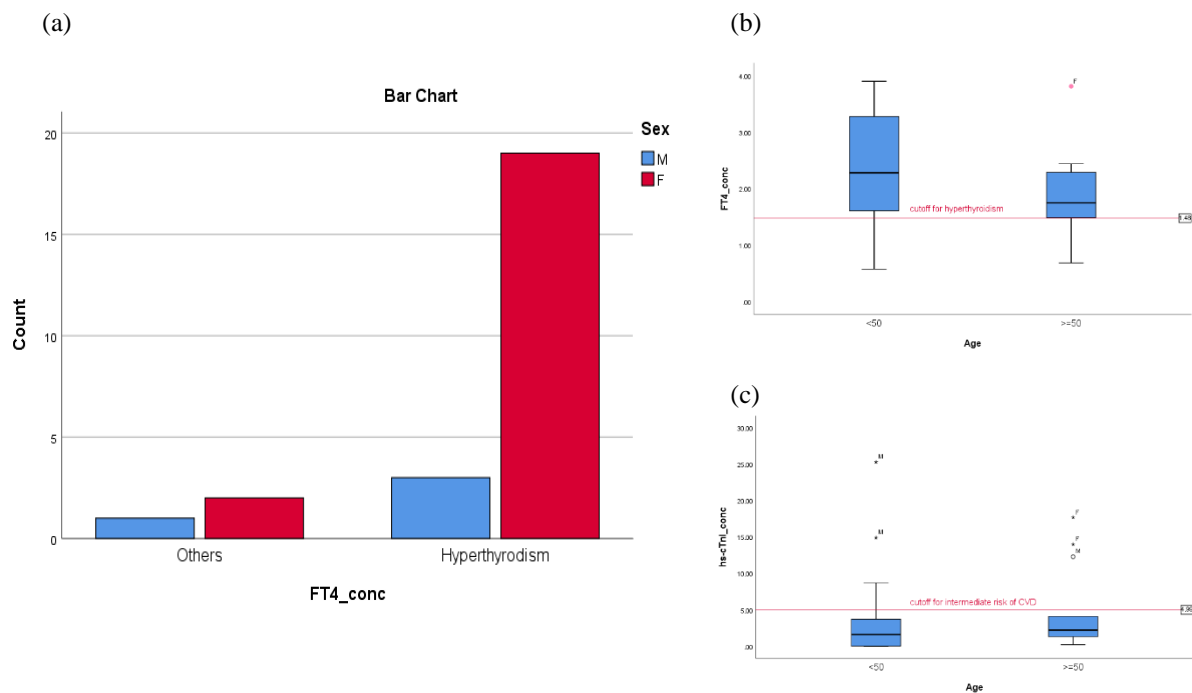 (a)
Bar Chart
Sex
M
F
20
15
10
5
0
Count
Others
Hyperthyrodism
FT4_conc
(b)
4.00
3.00
2.00
1.00
.00
FT4_conc
F
cutoff for hyperthyroidism
1.48
<50
>=50
Age
(c)
30.00
25.00
20.00
15.00
10.00
5.00
.00
hs-cTnI_conc
M
M
F
F
M
cutoff for intermediate risk of CVD
<50
>=50
Age